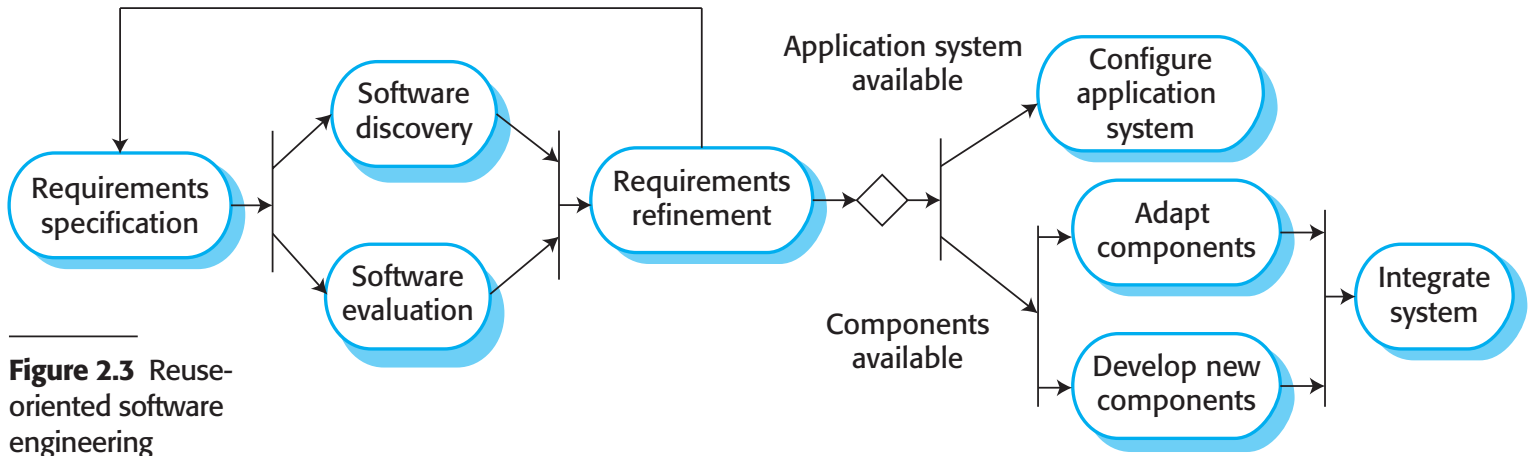 Requirements
specification
Software
discovery
Software
evaluation
Requirements
refinement
Application system
available
Configure
application
system
Components
available
Adapt
components
Develop new
components
Integrate
system
Figure 2.3 Reuse-
oriented software
engineering